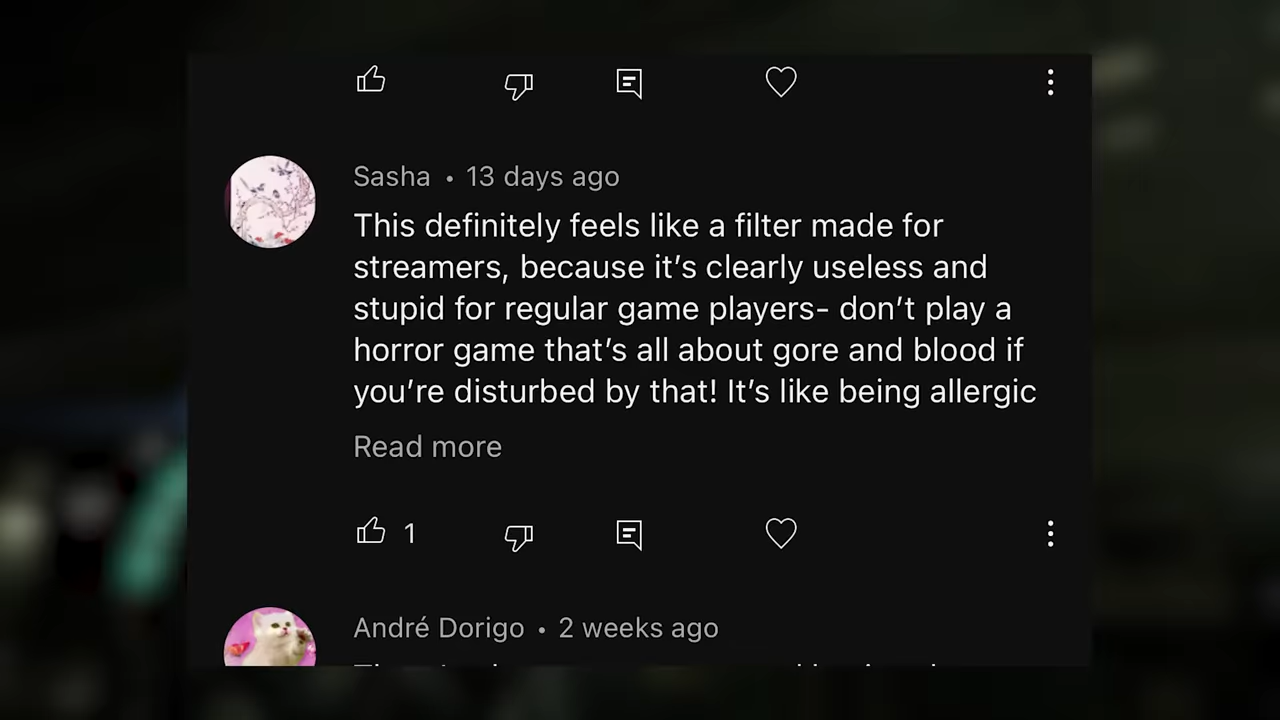 Sasha • 13 days ago
This definitely feels like a filter made for
streamers, because it’s clearly useless and
stupid for regular game players- don’t play a
horror game that’s all about gore and blood if
you’re disturbed by that! It’s like being allergic
Read more
1
André Dorigo • 2 weeks ago